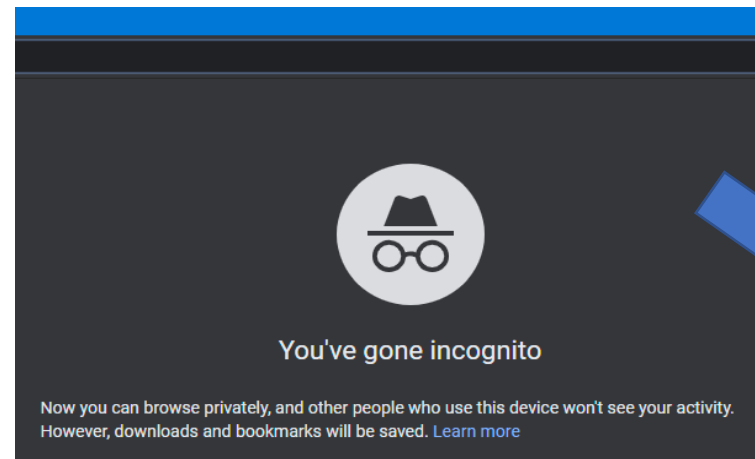 You've gone incognito
Now you can browse privately, and other people who use this device won't see your activity.
However, downloads and bookmarks will be saved. Learn more